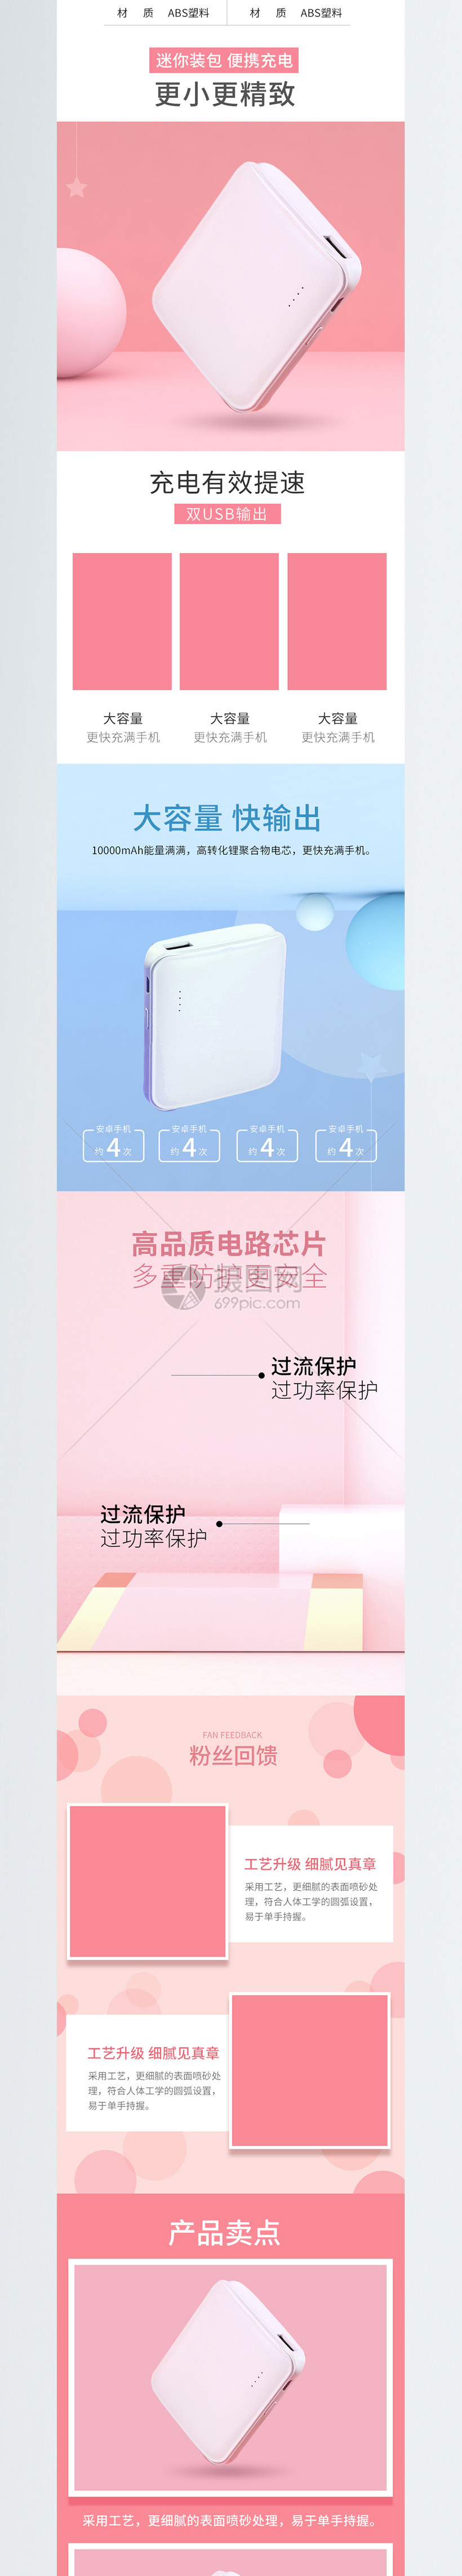 材 质 ABS塑料 材 质 ABS塑料
迷你装包 便携充电
更小更精致
充电有效提速
双USB输出
大容量 大容量 大容量
更快充满手机 更快充满手机 更快充满手机
大容量 快输出
10000mAh能量满满，高转化锂聚合物电芯，更快充满手机。
安卓手机 安卓手机 安卓手机 安卓手机
约4次 约4次 约4次 约4次
高品质电路芯片
多重防护更安全
摄图网
699pic.com
过流保护
过功率保护
过流保护
过功率保护
FAN FEEDBACK
粉丝回馈
工艺升级 细腻见真章
采用工艺，更细腻的表面喷砂处
理，符合人体工学的圆弧设置，
易于单手持握。
工艺升级 细腻见真章
采用工艺，更细腻的表面喷砂处
理，符合人体工学的圆弧设置，
易于单手持握。
产品卖点
采用工艺，更细腻的表面喷砂处理，易于单手持握。